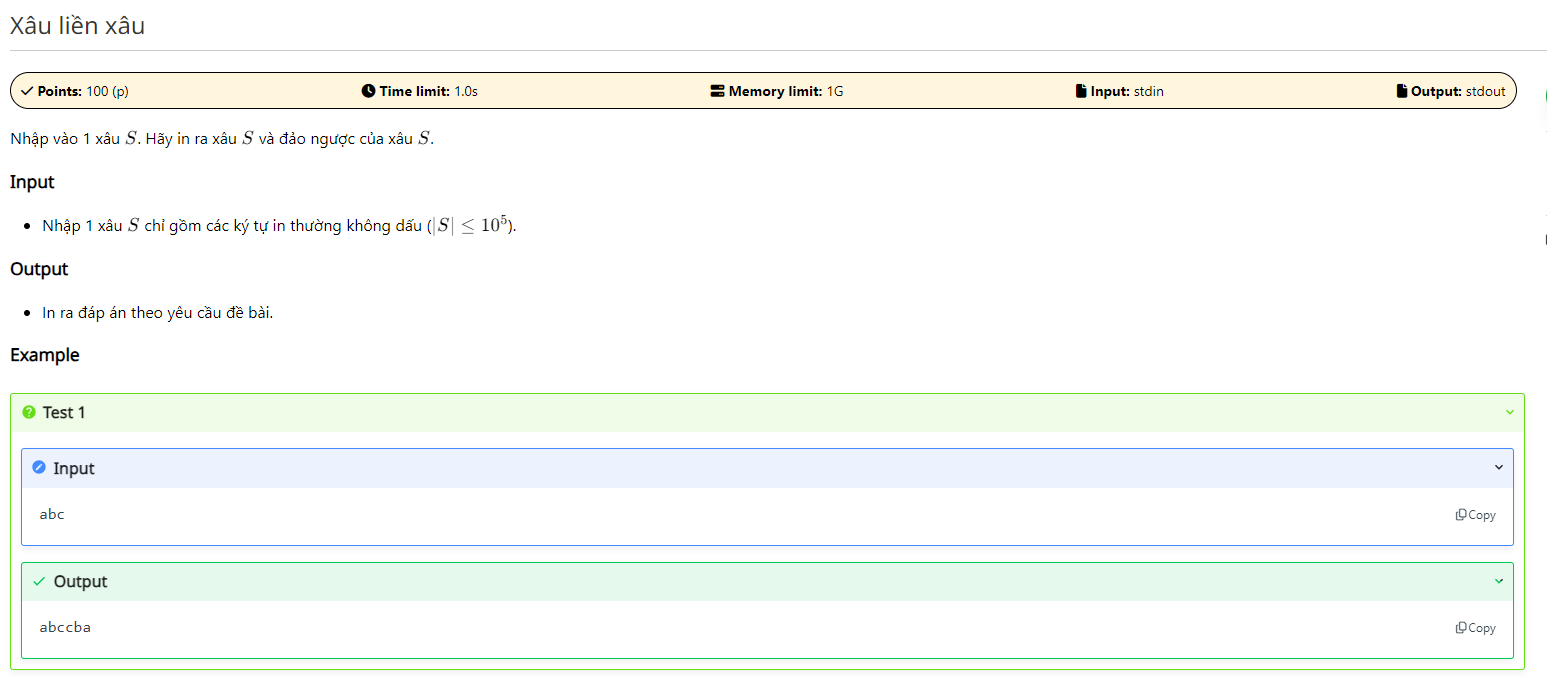 Xâu liền xâu
Points: 100 (p) Time limit: 1.0s Memory limit: 1G Input: stdin Output: stdout
Nhập vào 1 xâu S. Hãy in ra xâu S và đảo ngược của xâu S.
Input
Nhập 1 xâu S chỉ gồm các ký tự in thường không dấu (|S| ≤ 10⁵).
Output
In ra đáp án theo yêu cầu đề bài.
Example
Test 1
Input
abc Copy
Output
abccba Copy